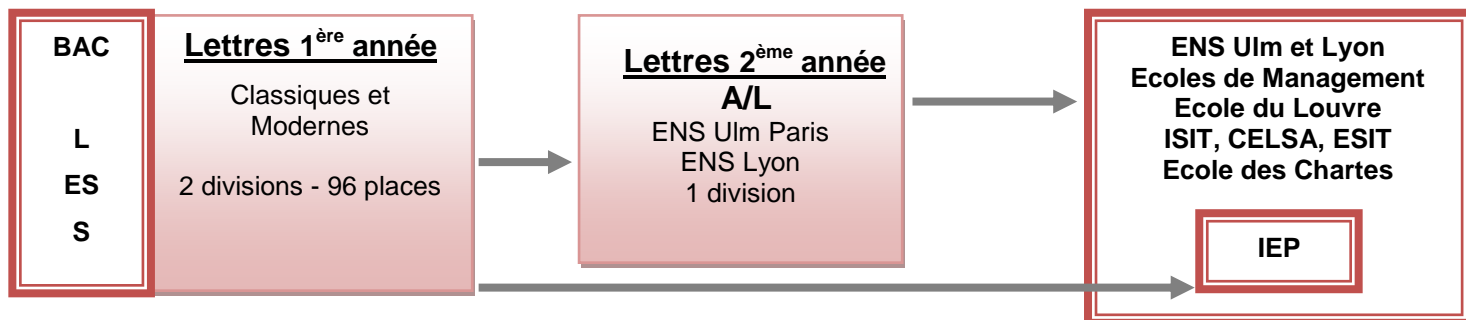 BAC
L
ES
S
Lettres 1ère année
Classiques et
Modernes
2 divisions - 96 places
Lettres 2ème année
A/L
ENS Ulm Paris
ENS Lyon
1 division
ENS Ulm et Lyon
Ecoles de Management
Ecole du Louvre
ISIT, CELSA, ESIT
Ecole des Chartes
IEP